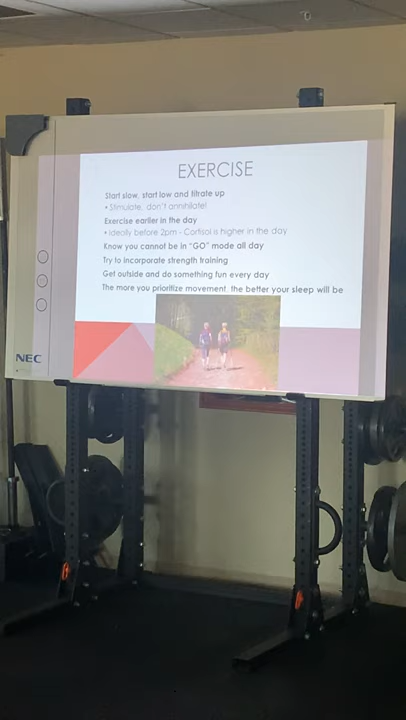 EXERCISE
Start slow, start low and titrate up
• Stimulate, don't annihilate!
Exercise earlier in the day
• Ideally before 2pm - Cortisol is higher in the day
Know you cannot be in "GO" mode all day
Try to incorporate strength training
Get outside and do something fun every day
The more you prioritize movement, the better your sleep will be
NEC